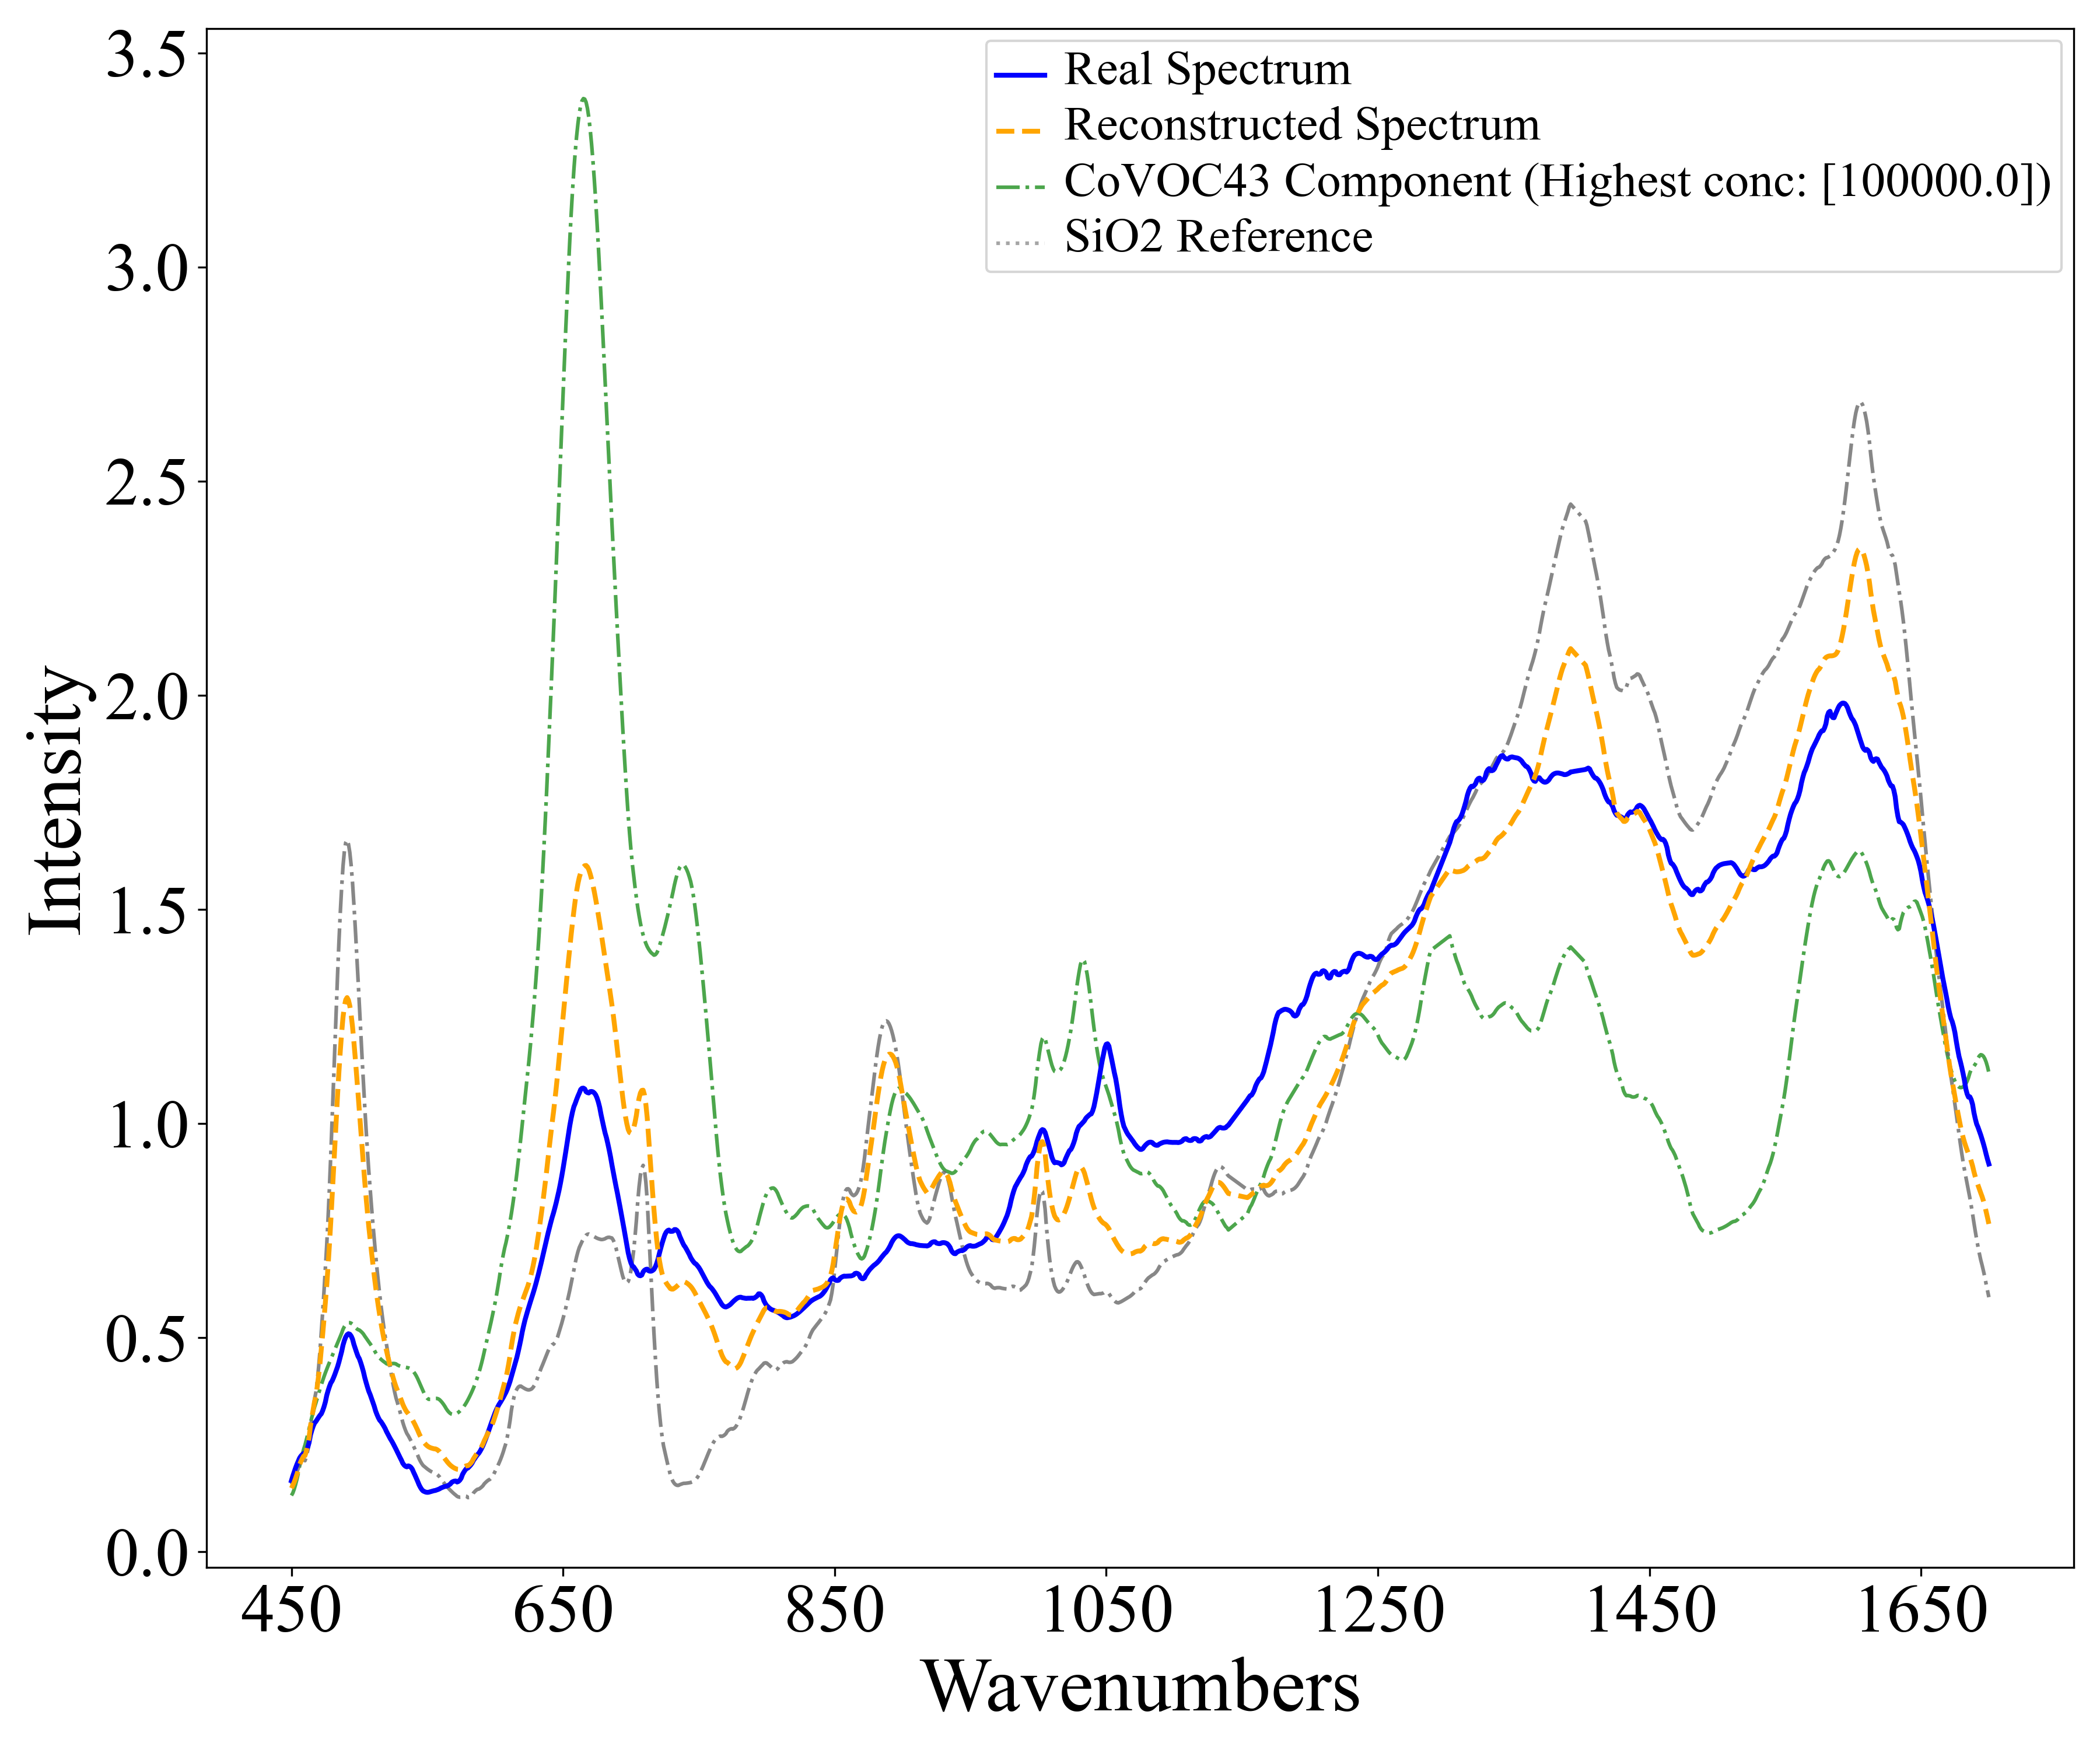 3.5
3.0
2.5
2.0
1.5
1.0
0.5
0.0
Intensity
Real Spectrum
Reconstructed Spectrum
CoVOC43 Component (Highest conc: [100000.0])
SiO2 Reference
450 650 850 1050 1250 1450 1650
Wavenumbers